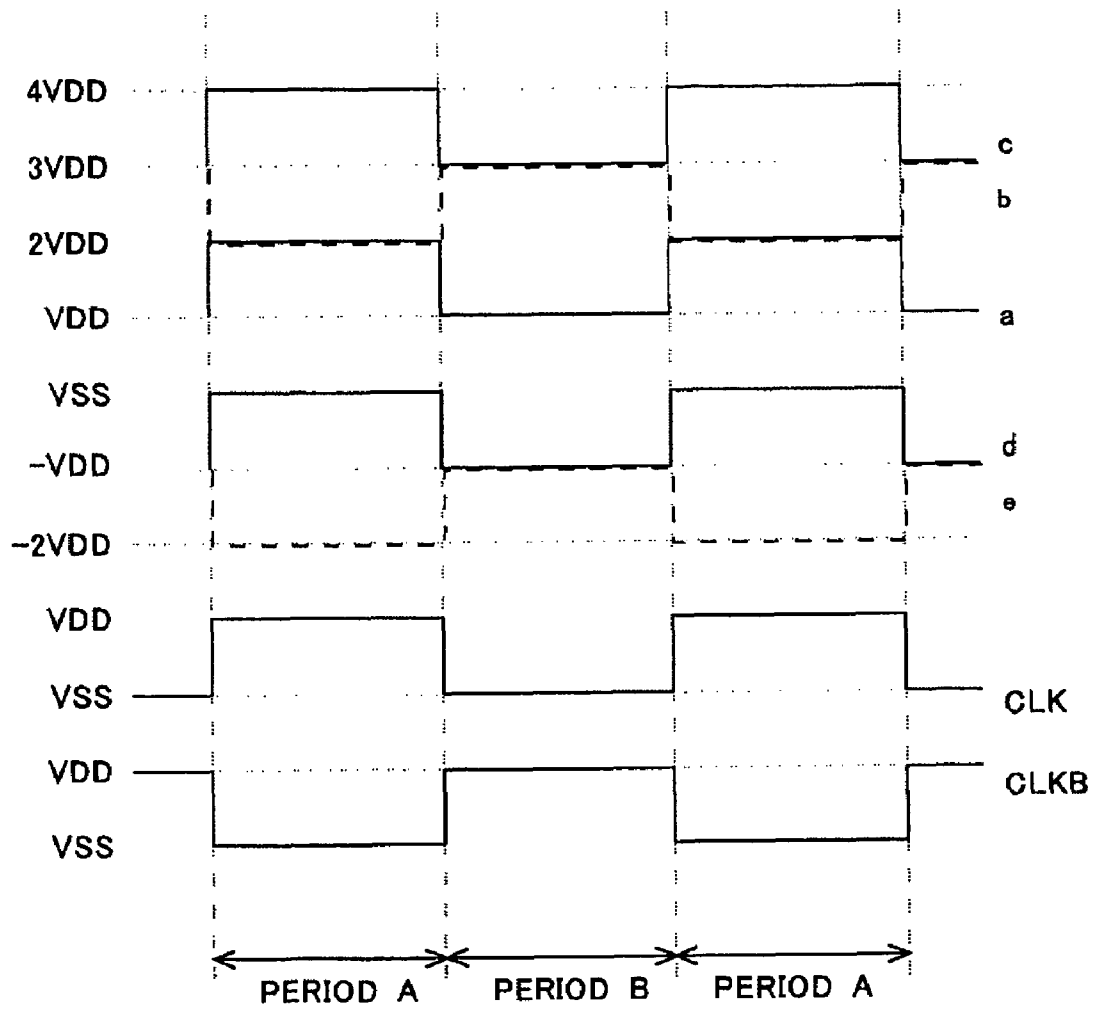 4VDD
3VDD
c
b
2VDD
VDD
a
VSS
-VDD
d
e
-2VDD
VDD
VSS
CLK
VDD
CLKB
VSS
PERIOD A
PERIOD B
PERIOD A